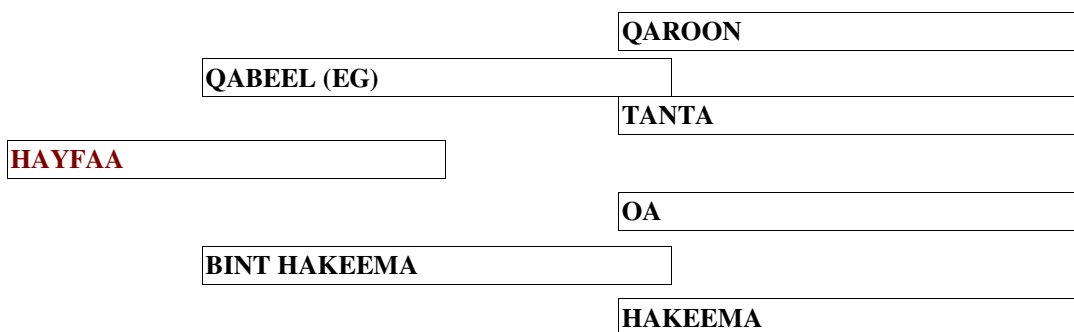 QAROON
QABEEL (EG)
TANTA
HAYFAA
OA
BINT HAKEEMA
HAKEEMA